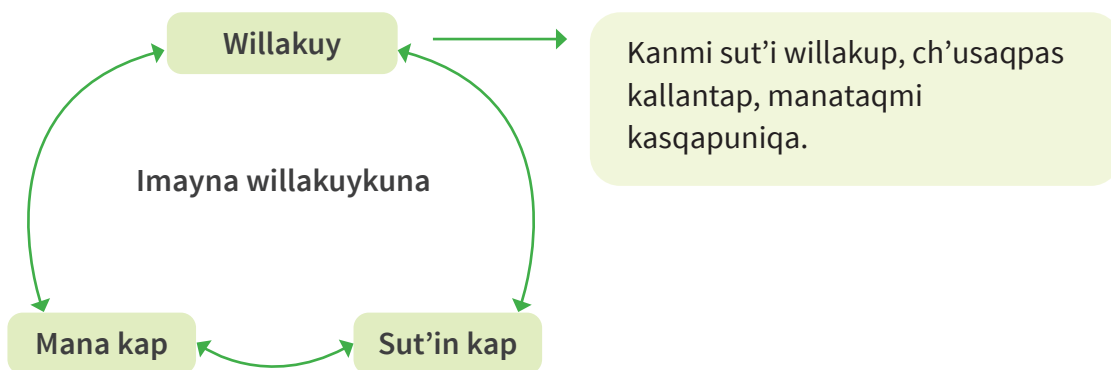 Willakuy
Kanmi sut’i willakup, ch’usaqpas
kallantap, manataqmi
kasqapuniqa.
Imayna willakuykuna
Mana kap
Sut’in kap